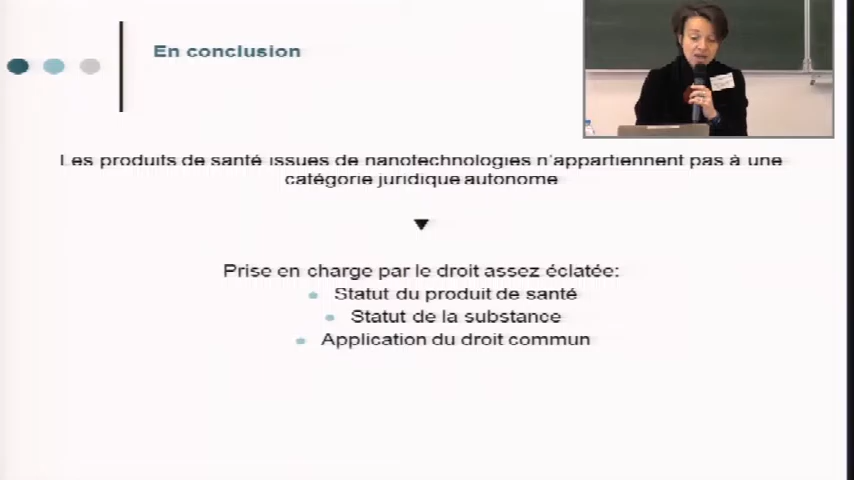 En conclusion
Les produits de santé issues de nanotechnologies n'appartiennent pas à une
catégorie juridique autonome
Prise en charge par le droit assez éclatée:
Statut du produit de santé
Statut de la substance
Application du droit commun